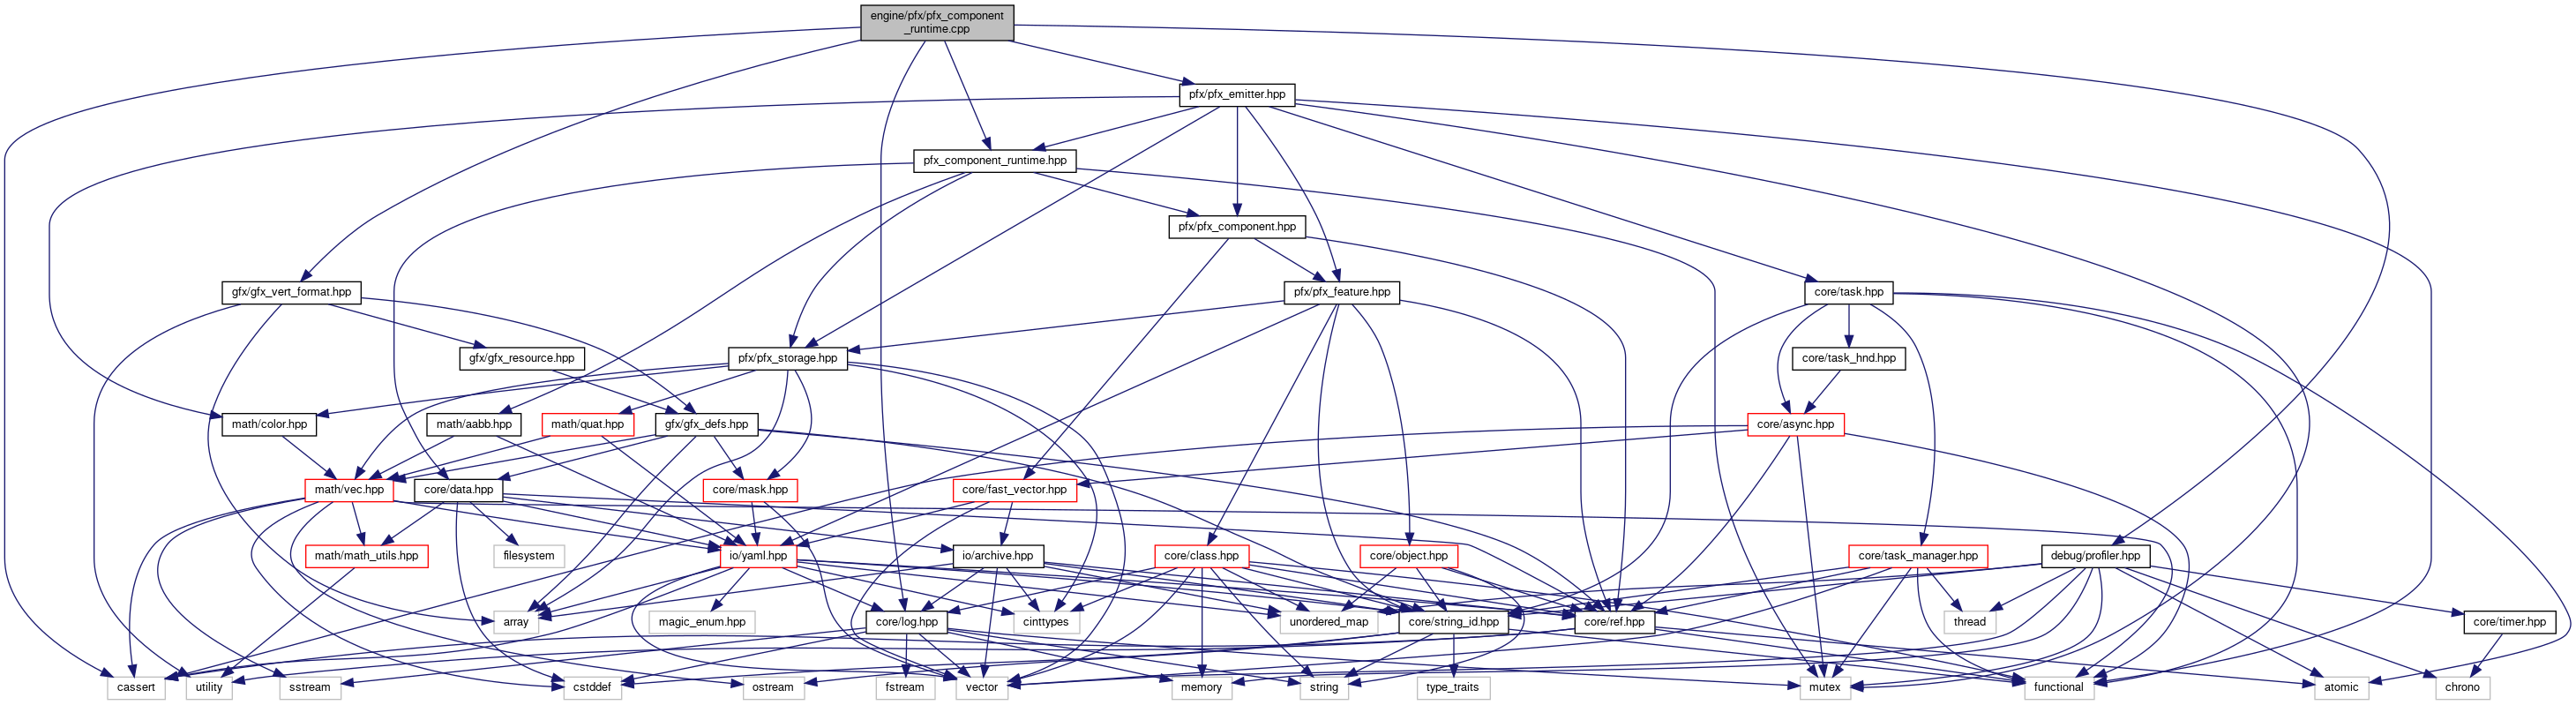 engine/pfx/pfx_component
_runtime.cpp
pfx/pfx_emitter.hpp
pfx_component_runtime.hpp
pfx/pfx_component.hpp
gfx/gfx_vert_format.hpp
pfx/pfx_feature.hpp
core/task.hpp
gfx/gfx_resource.hpp
pfx/pfx_storage.hpp
core/task_hnd.hpp
math/color.hpp
math/aabb.hpp
math/quat.hpp
gfx/gfx_defs.hpp
core/async.hpp
math/vec.hpp
core/data.hpp
core/mask.hpp
core/fast_vector.hpp
math/math_utils.hpp
filesystem
io/yaml.hpp
io/archive.hpp
core/class.hpp
core/object.hpp
core/task_manager.hpp
debug/profiler.hpp
array
magic_enum.hpp
core/log.hpp
cinttypes
unordered_map
core/string_id.hpp
core/ref.hpp
thread
core/timer.hpp
cassert
utility
sstream
cstddef
ostream
fstream
vector
memory
string
type_traits
mutex
functional
atomic
chrono